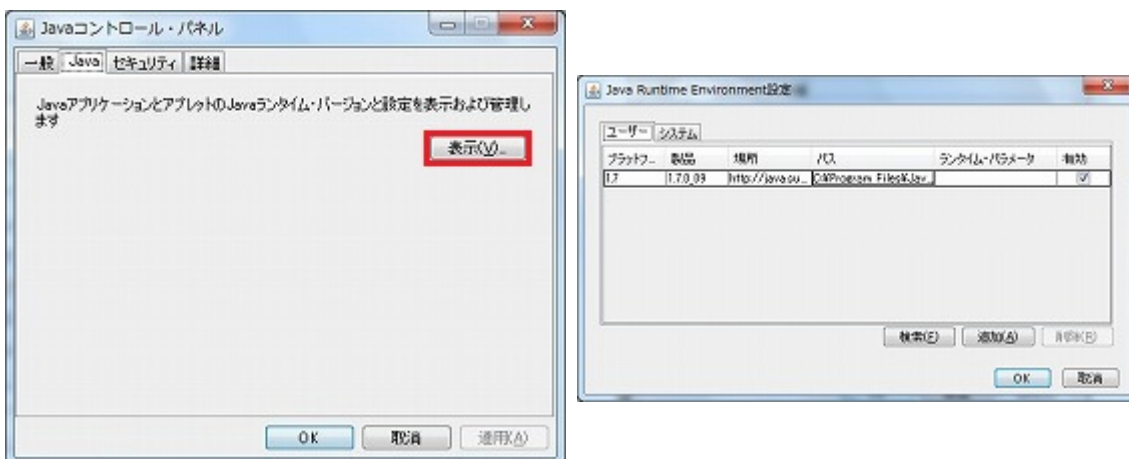 Javaコントロール・パネル
一般 Java セキュリティ 詳細
JavaアプリケーションとアプレットのJavaランタイム・バージョンと設定を表示および管理し
ます
表示(V)...
OK 取消 適用(A)
Java Runtime Environment設定
ユーザー システム
プラットフ... 製品 場所 パス ランタイム・パラメータ 有効
1.7 1.7.0_09 http://java.su... C:¥Program Files¥Jav...
検索(F) 追加(A) 削除(R)
OK 取消